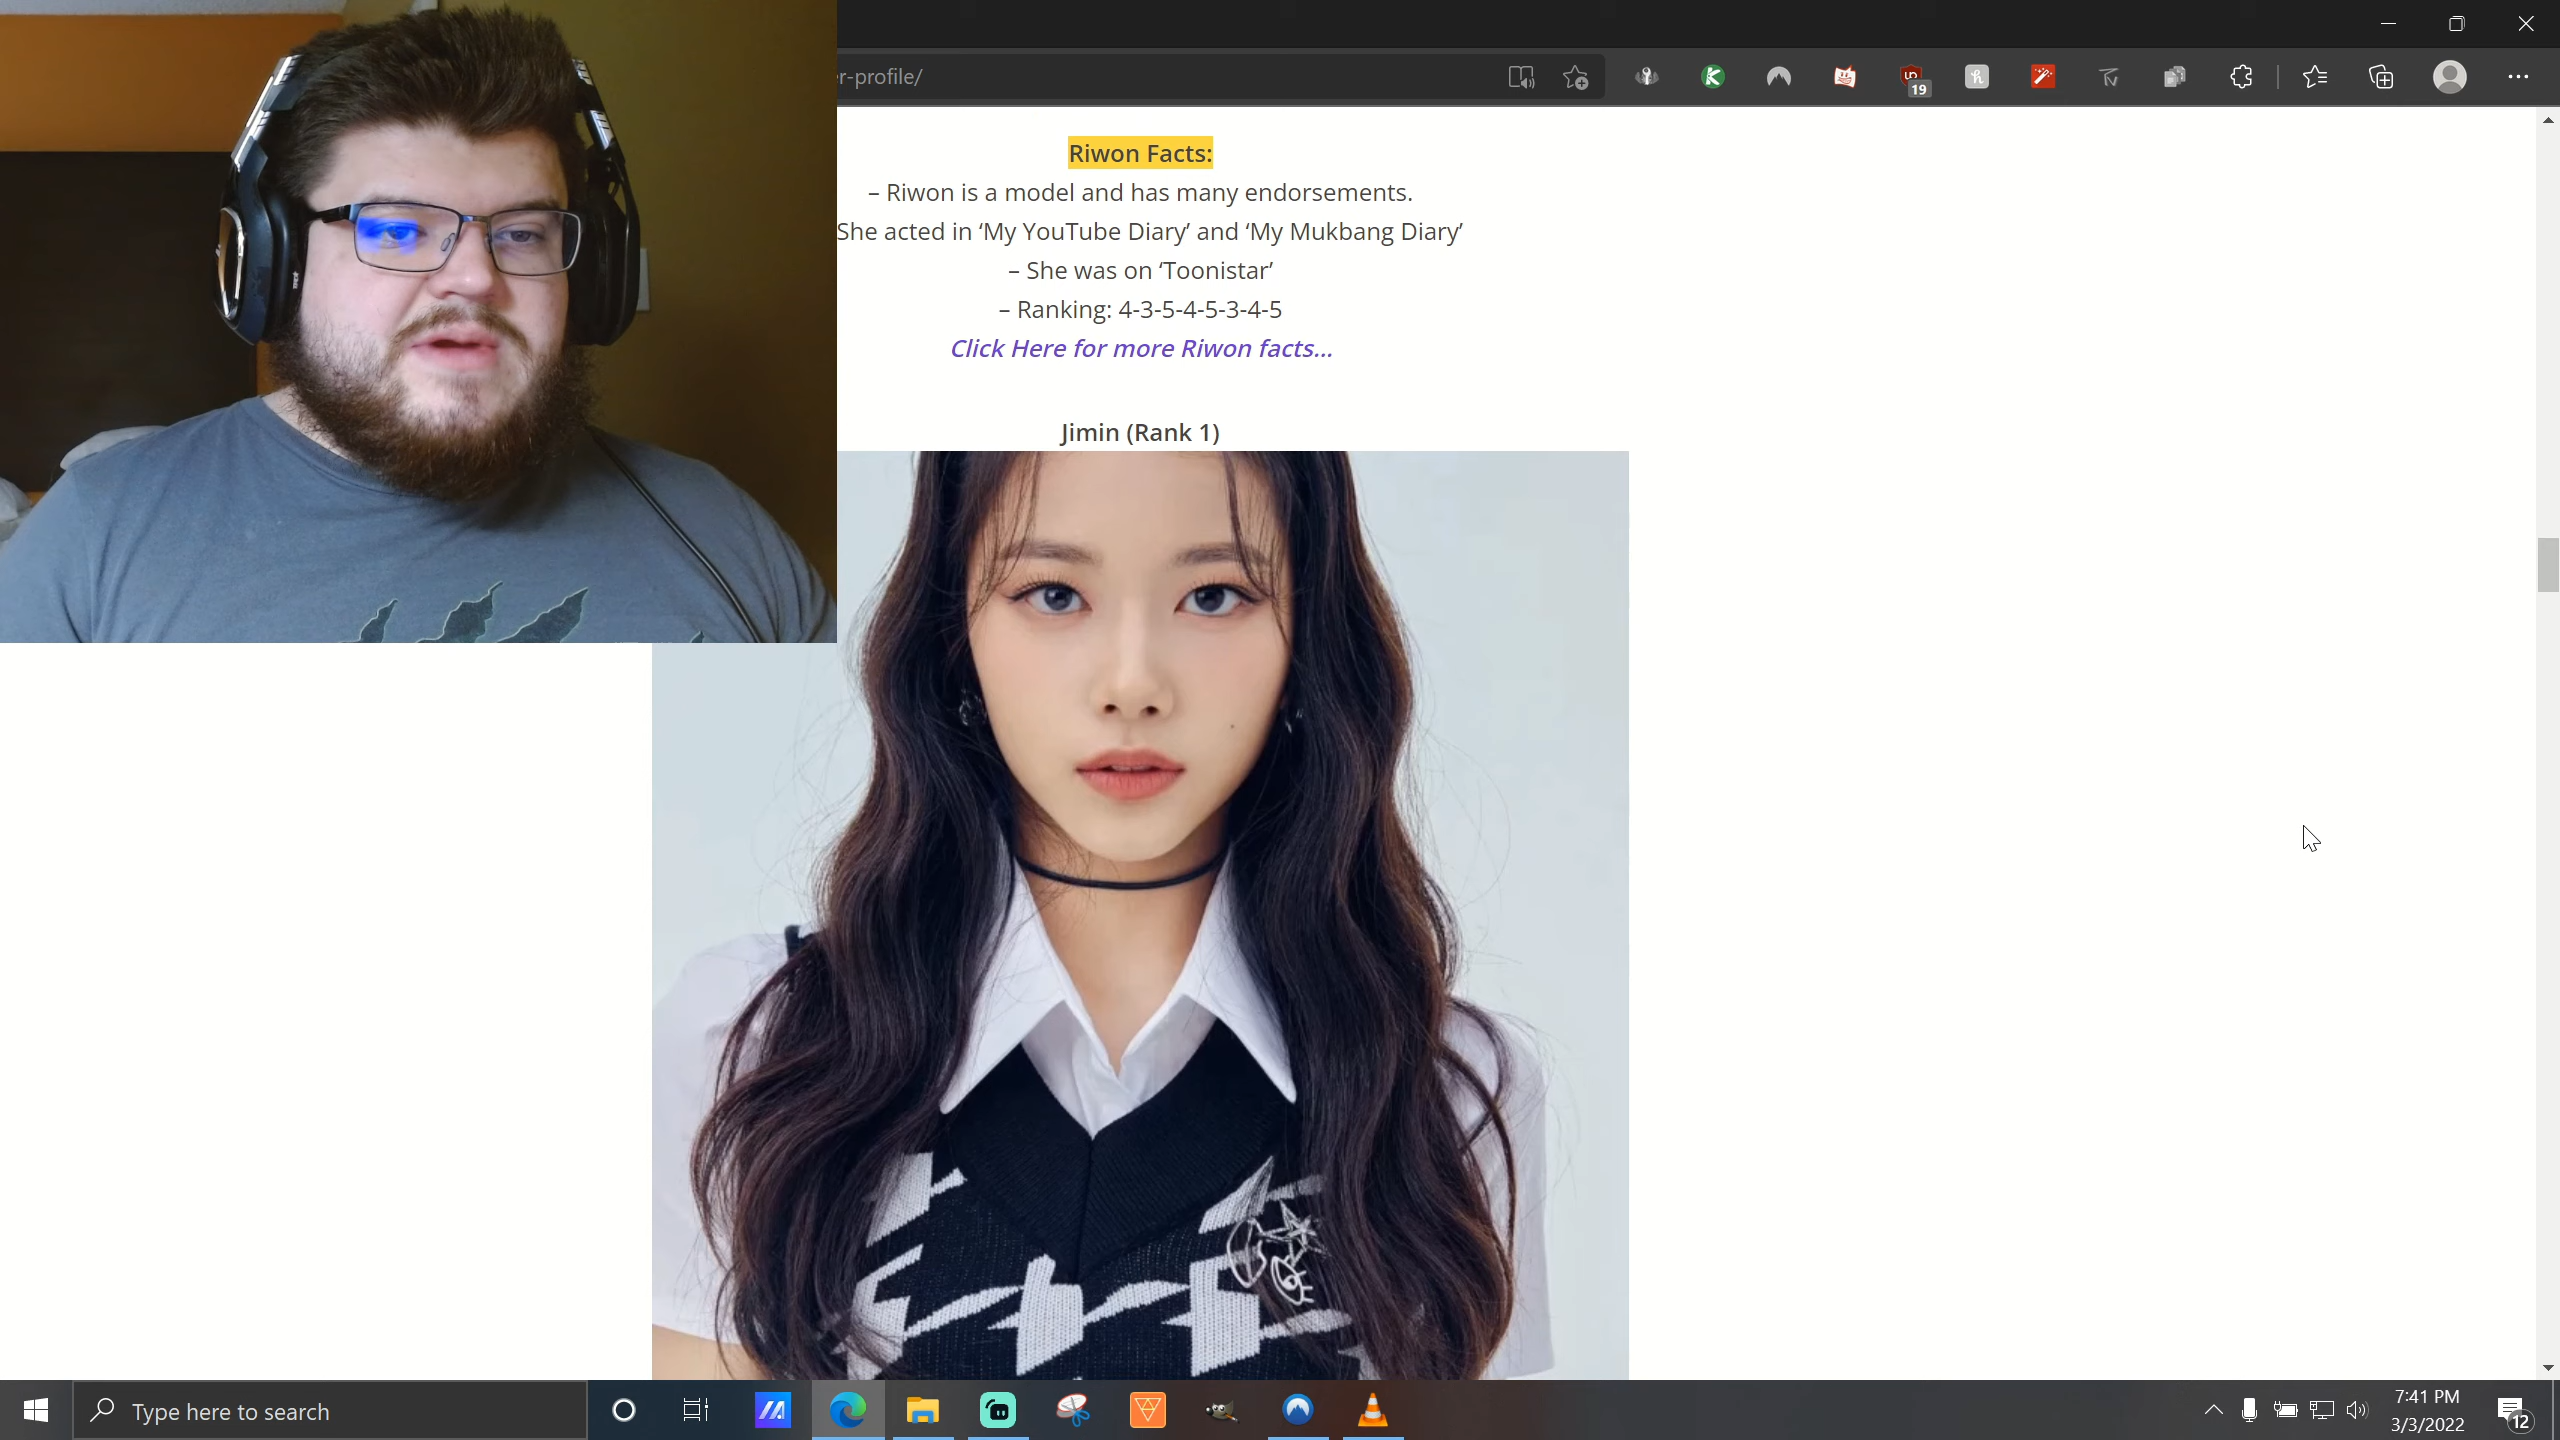 r-profile/
19
Riwon Facts:
– Riwon is a model and has many endorsements.
She acted in ‘My YouTube Diary’ and ‘My Mukbang Diary’
– She was on ‘Toonistar’
– Ranking: 4-3-5-4-5-3-4-5
Click Here for more Riwon facts…
Jimin (Rank 1)
Type here to search
7:41 PM
3/3/2022
12